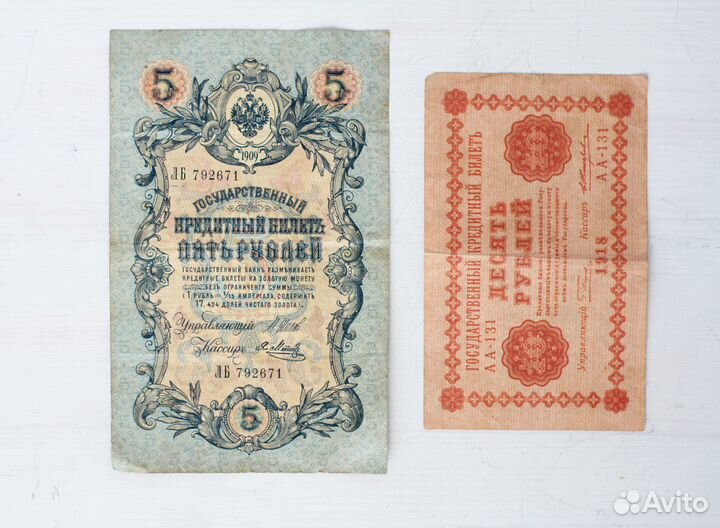 5 5
1909
ЛБ 792671
ГОСУДАРСТВЕННЫЙ
КРЕДИТНЫЙ БИЛЕТЪ
ПЯТЬ РУБЛЕЙ
ГОСУДАРСТВЕННЫЙ БАНКЪ РАЗМѢНИВАЕТЪ
КРЕДИТНЫЕ БИЛЕТЫ НА ЗОЛОТУЮ МОНЕТУ
БЕЗЪ ОГРАНИЧЕНІЯ СУММЫ
(1 РУБЛЬ = 1/15 ИМПЕРІАЛА, СОДЕРЖИТЪ
17,424 ДОЛЕЙ ЧИСТАГО ЗОЛОТА).
Управляющій
Кассиръ
ЛБ 792671
5
ГОСУДАРСТВЕННЫЙ КРЕДИТНЫЙ БИЛЕТЪ
АА-131 АА-131
ДЕСЯТЬ
РУБЛЕЙ
Управляющій Кассиръ
1918
Avito